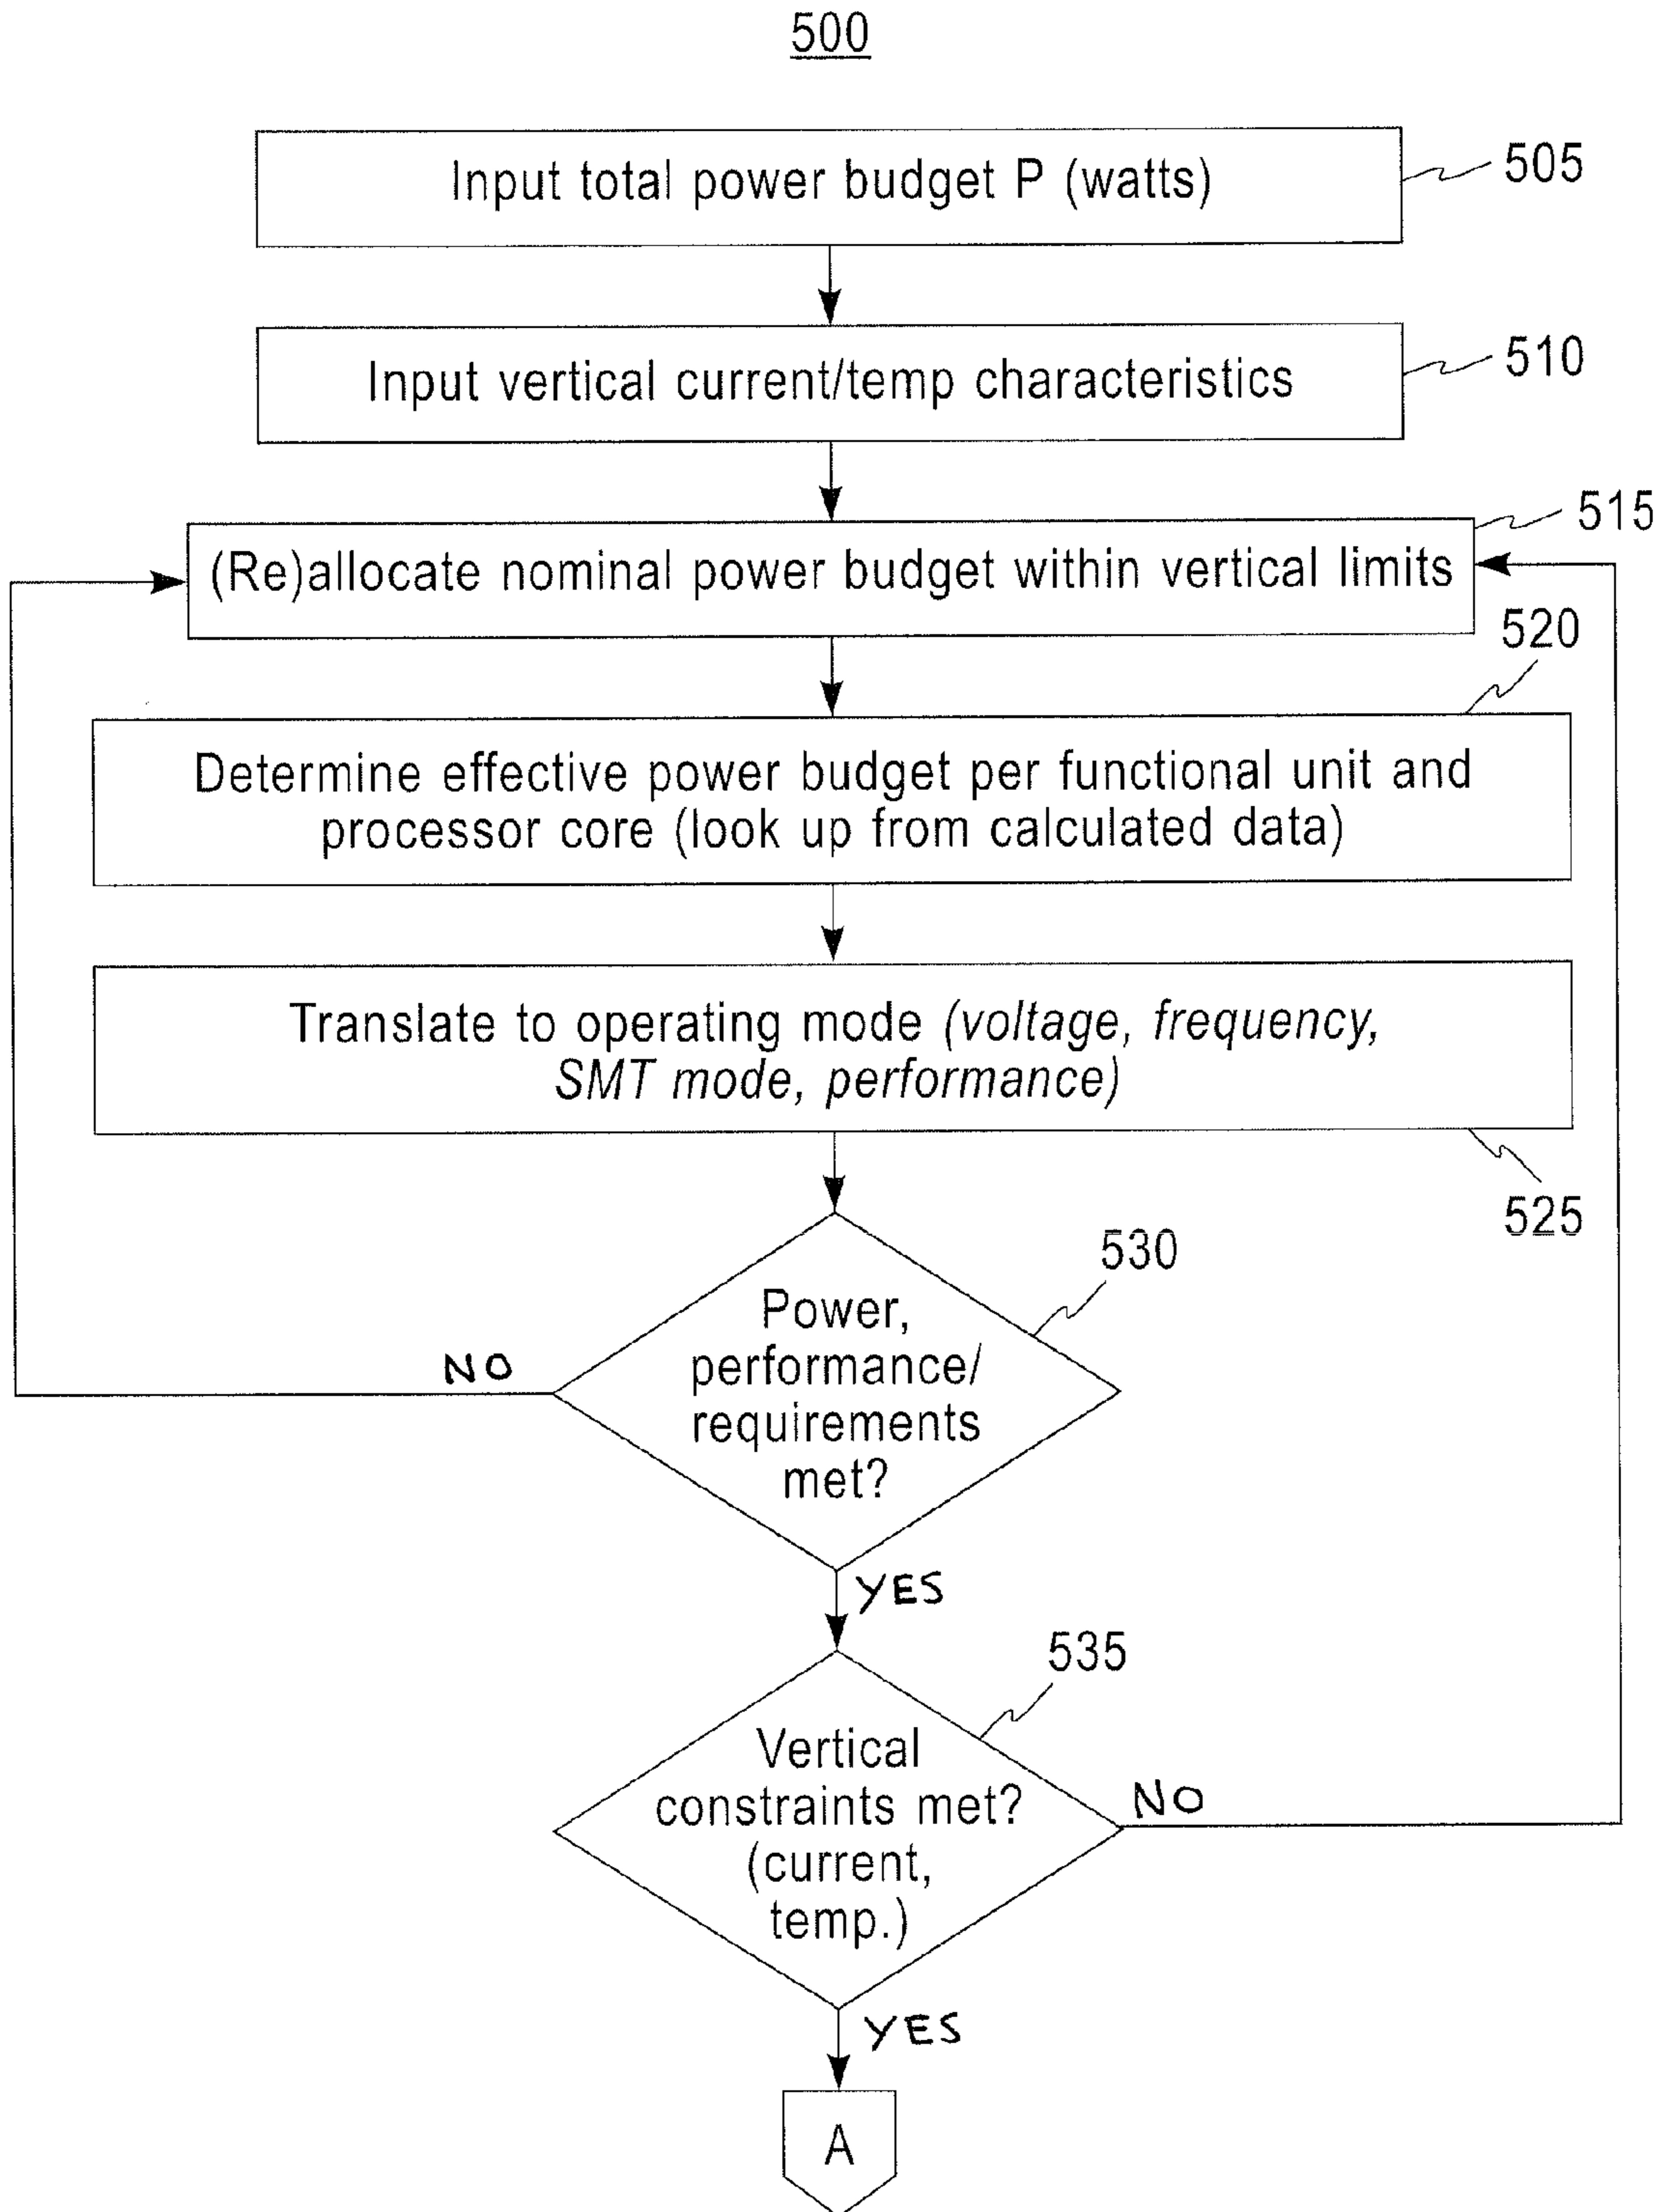 500
Input total power budget P (watts)
505
Input vertical current/temp characteristics
510
515
(Re)allocate nominal power budget within vertical limits
520
Determine effective power budget per functional unit and
processor core (look up from calculated data)
Translate to operating mode (voltage, frequency,
SMT mode, performance)
525
530
Power,
performance/
requirements
met?
NO
YES
535
Vertical
constraints met?
(current,
temp.)
NO
YES
A